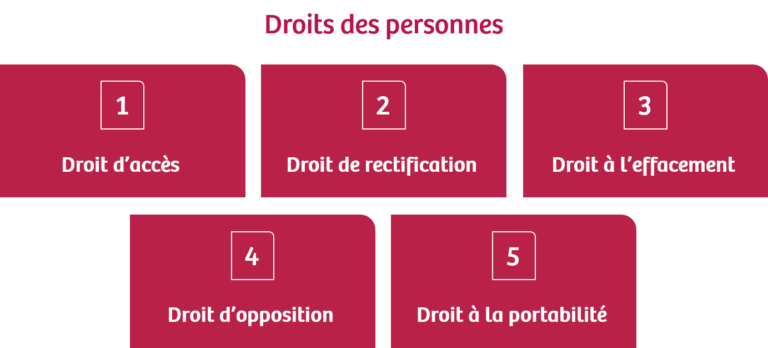 Droits des personnes
1
Droit d’accès
2
Droit de rectification
3
Droit à l’effacement
4
Droit d’opposition
5
Droit à la portabilité